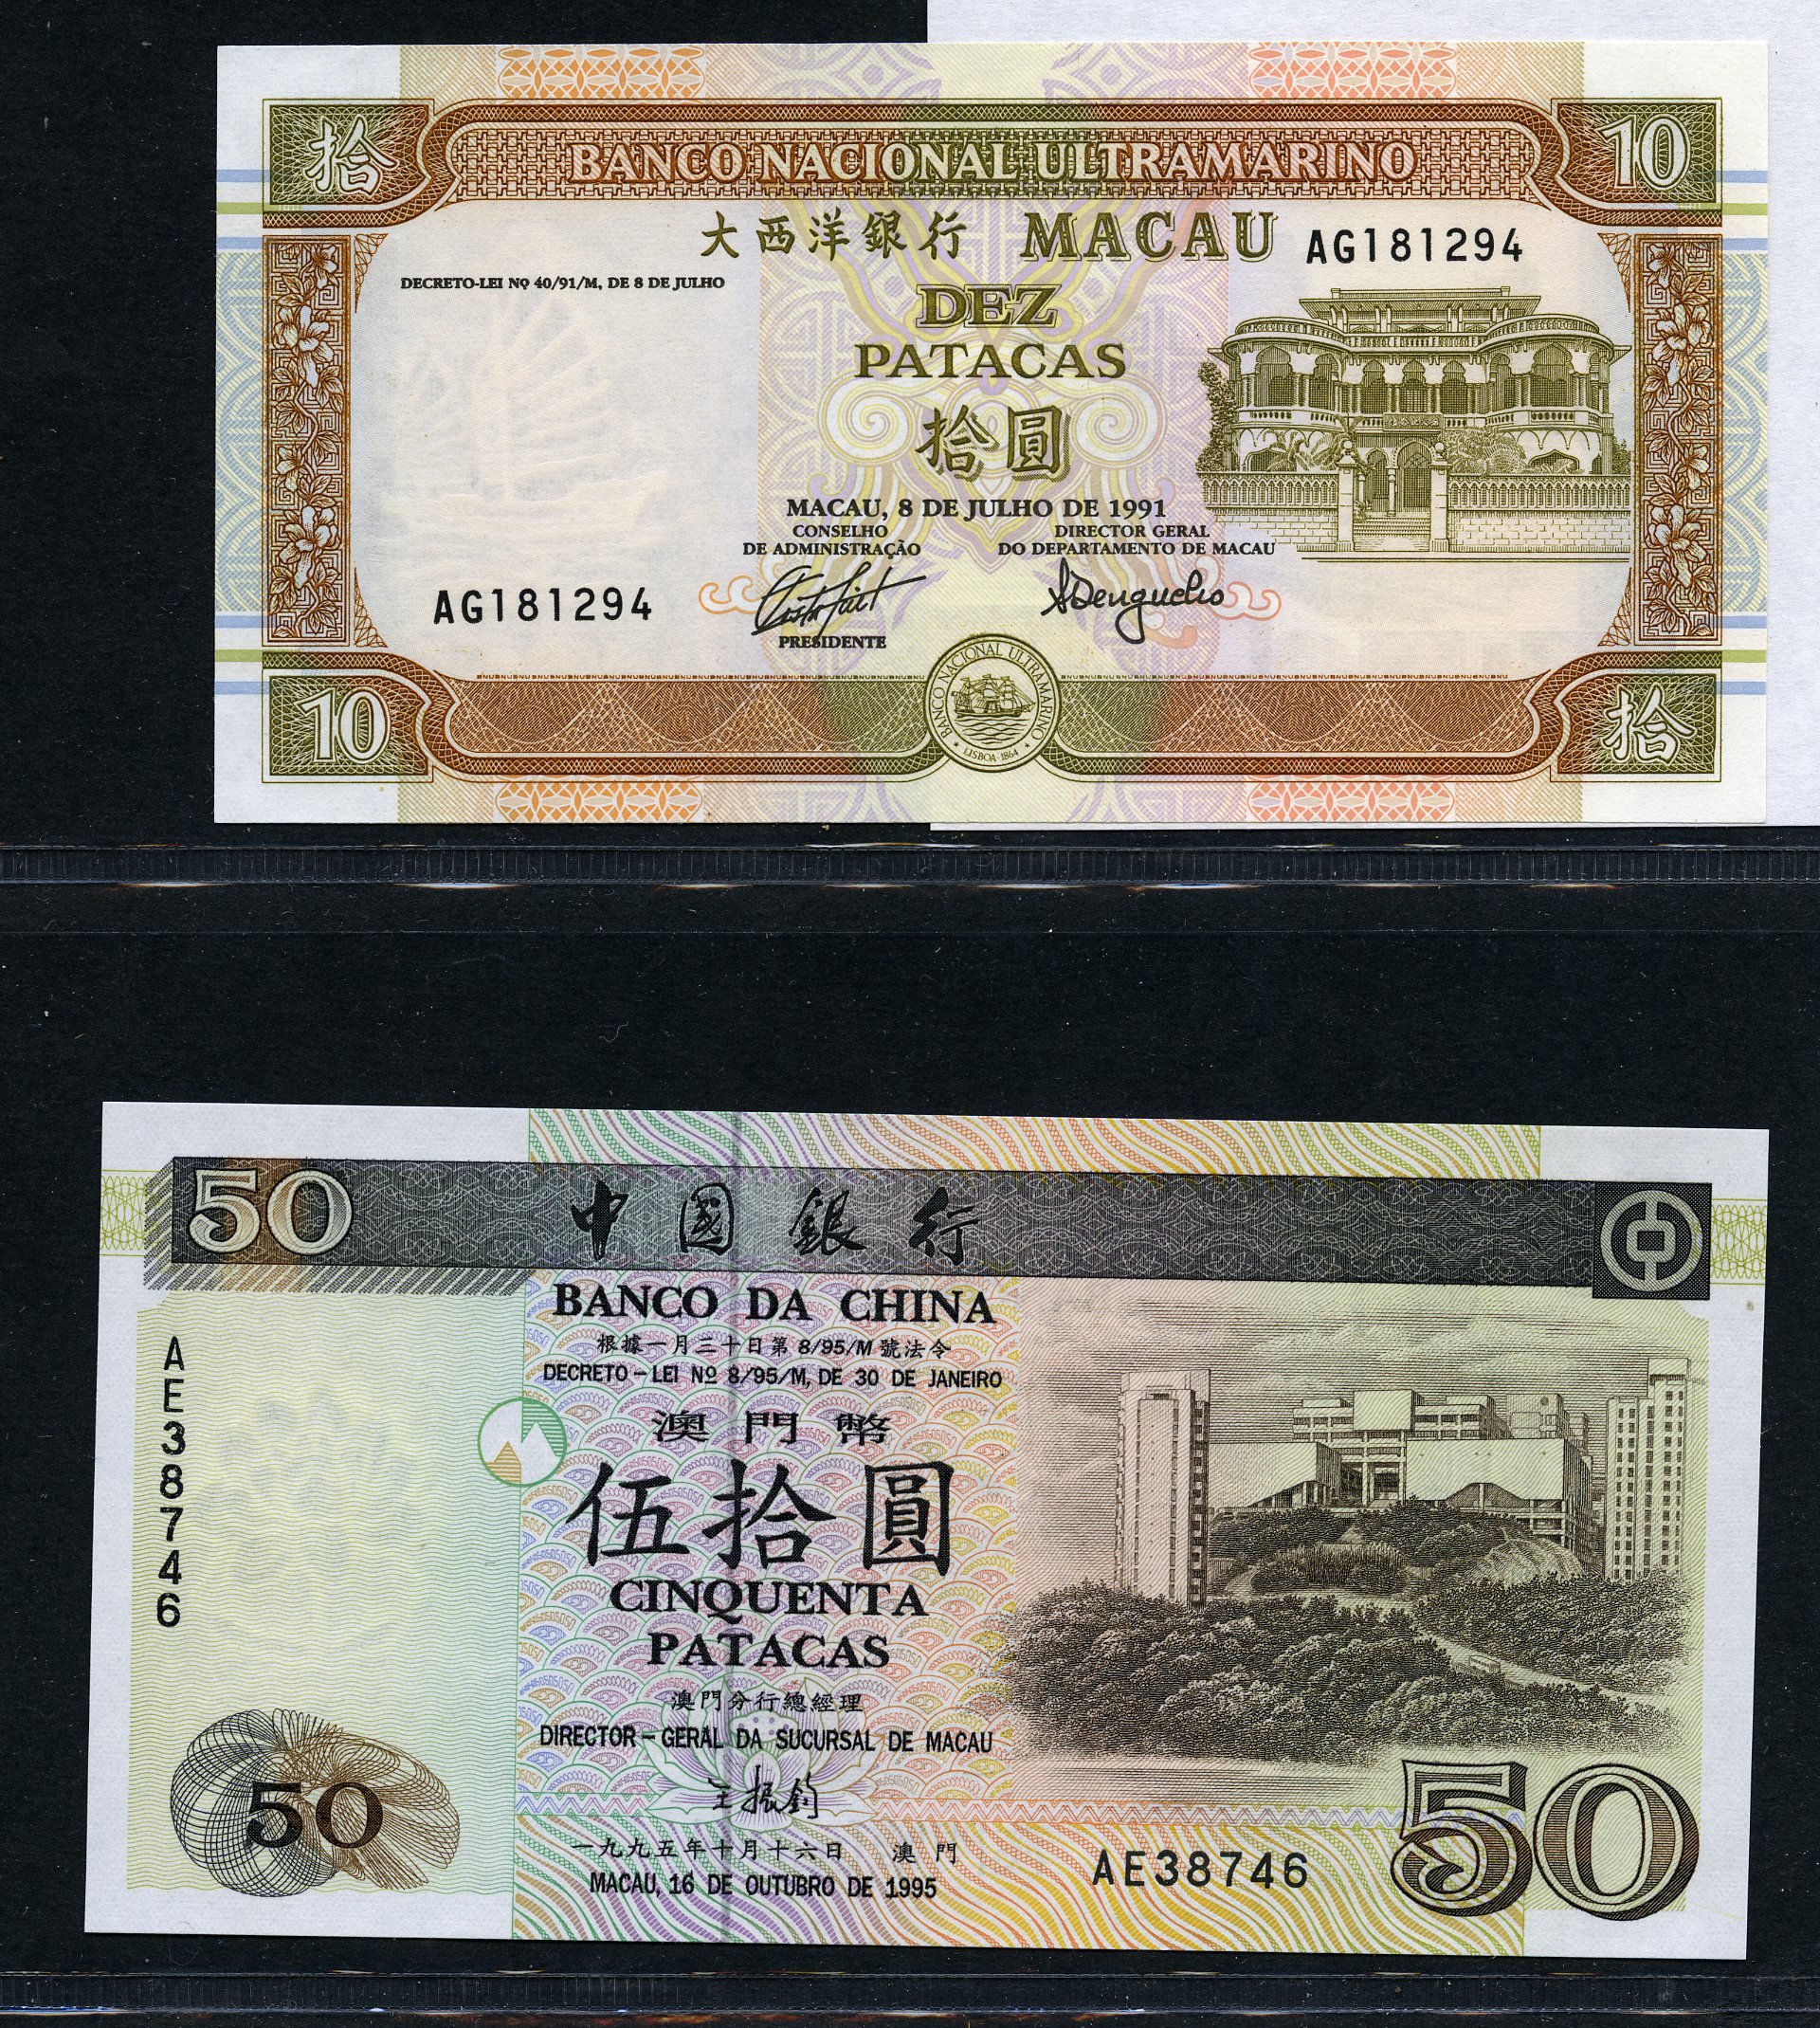 拾
BANCO NACIONAL ULTRAMARINO
10
大西洋銀行 MACAU AG181294
DECRETO-LEI Nº 40/91/M, DE 8 DE JULHO
DEZ
PATACAS
拾圓
MACAU, 8 DE JULHO DE 1991
CONSELHO
DE ADMINISTRAÇÃO
DIRECTOR GERAL
DO DEPARTAMENTO DE MACAU
AG181294
PRESIDENTE
BANCO NACIONAL ULTRAMARINO
LISBOA·1864
10
拾
50
中國銀行
BANCO DA CHINA
根據一月三十日第8/95/M號法令
DECRETO-LEI Nº 8/95/M, DE 30 DE JANEIRO
AE38746
澳門幣
伍拾圓
CINQUENTA
PATACAS
澳門分行總經理
DIRECTOR-GERAL DA SUCURSAL DE MACAU
王振鈞
50
一九九五年十月十六日 澳門
MACAU, 16 DE OUTUBRO DE 1995
AE38746
50